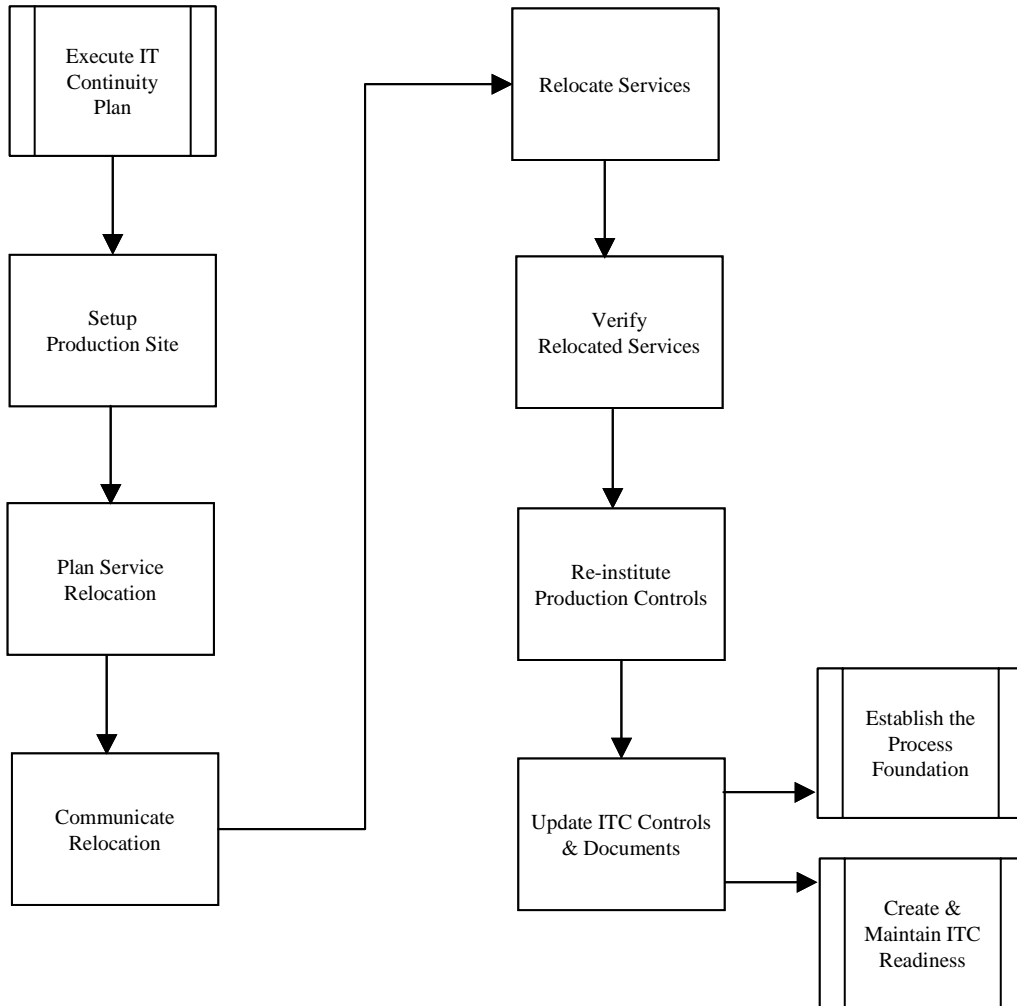 Execute IT
Continuity
Plan
Setup
Production Site
Plan Service
Relocation
Communicate
Relocation
Relocate Services
Verify
Relocated Services
Re-institute
Production Controls
Update ITC Controls
& Documents
Establish the
Process
Foundation
Create &
Maintain ITC
Readiness